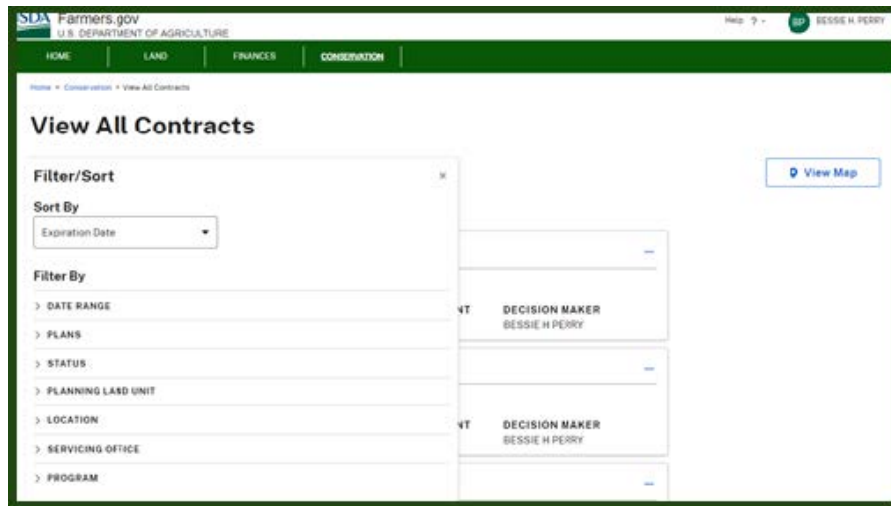 SDA Farmers.gov
U.S. DEPARTMENT OF AGRICULTURE
Help ? BP BESSIE H. PERRY
HOME LAND FINANCES CONSERVATION
Home Conservation View All Contracts
View All Contracts
Filter/Sort ×
View Map
Sort By
Expiration Date
Filter By
> DATE RANGE
NT DECISION MAKER
BESSIE H PERRY
> PLANS
> STATUS
> PLANNING LAND UNIT
> LOCATION
NT DECISION MAKER
BESSIE H PERRY
> SERVICING OFFICE
> PROGRAM